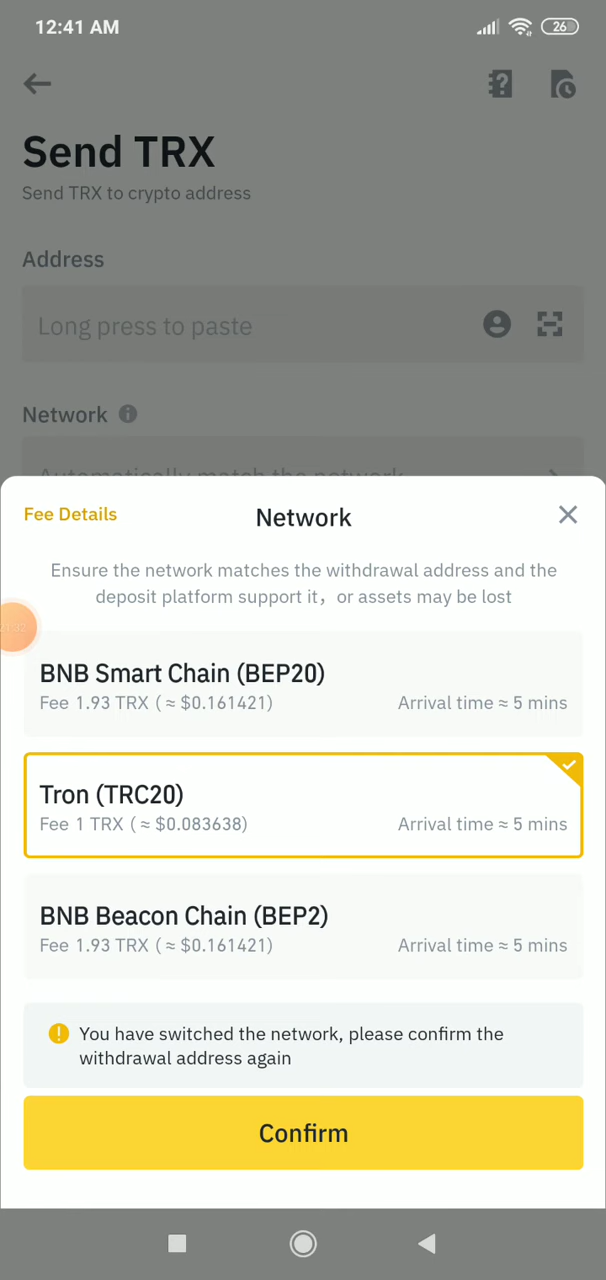 12:41 AM
26
Send TRX
Send TRX to crypto address
Address
Long press to paste
Network
Automatically match the network
Fee Details
Network
Ensure the network matches the withdrawal address and the
deposit platform support it，or assets may be lost
BNB Smart Chain (BEP20)
Fee 1.93 TRX ( ≈ $0.161421)
Arrival time ≈ 5 mins
Tron (TRC20)
Fee 1 TRX ( ≈ $0.083638)
Arrival time ≈ 5 mins
BNB Beacon Chain (BEP2)
Fee 1.93 TRX ( ≈ $0.161421)
Arrival time ≈ 5 mins
You have switched the network, please confirm the
withdrawal address again
Confirm